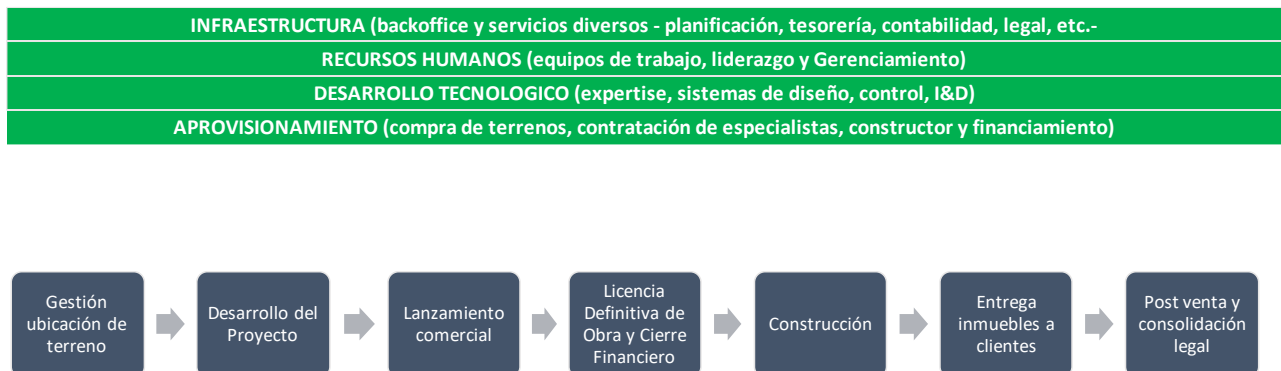 INFRAESTRUCTURA (backoffice y servicios diversos - planificación, tesorería, contabilidad, legal, etc.-
RECURSOS HUMANOS (equipos de trabajo, liderazgo y Gerenciamiento)
DESARROLLO TECNOLOGICO (expertise, sistemas de diseño, control, I&D)
APROVISIONAMIENTO (compra de terrenos, contratación de especialistas, constructor y financiamiento)
Gestión
ubicación de
terreno
Desarrollo del
Proyecto
Lanzamiento
comercial
Licencia
Definitiva de
Obra y Cierre
Financiero
Construcción
Entrega
inmuebles a
clientes
Post venta y
consolidación
legal